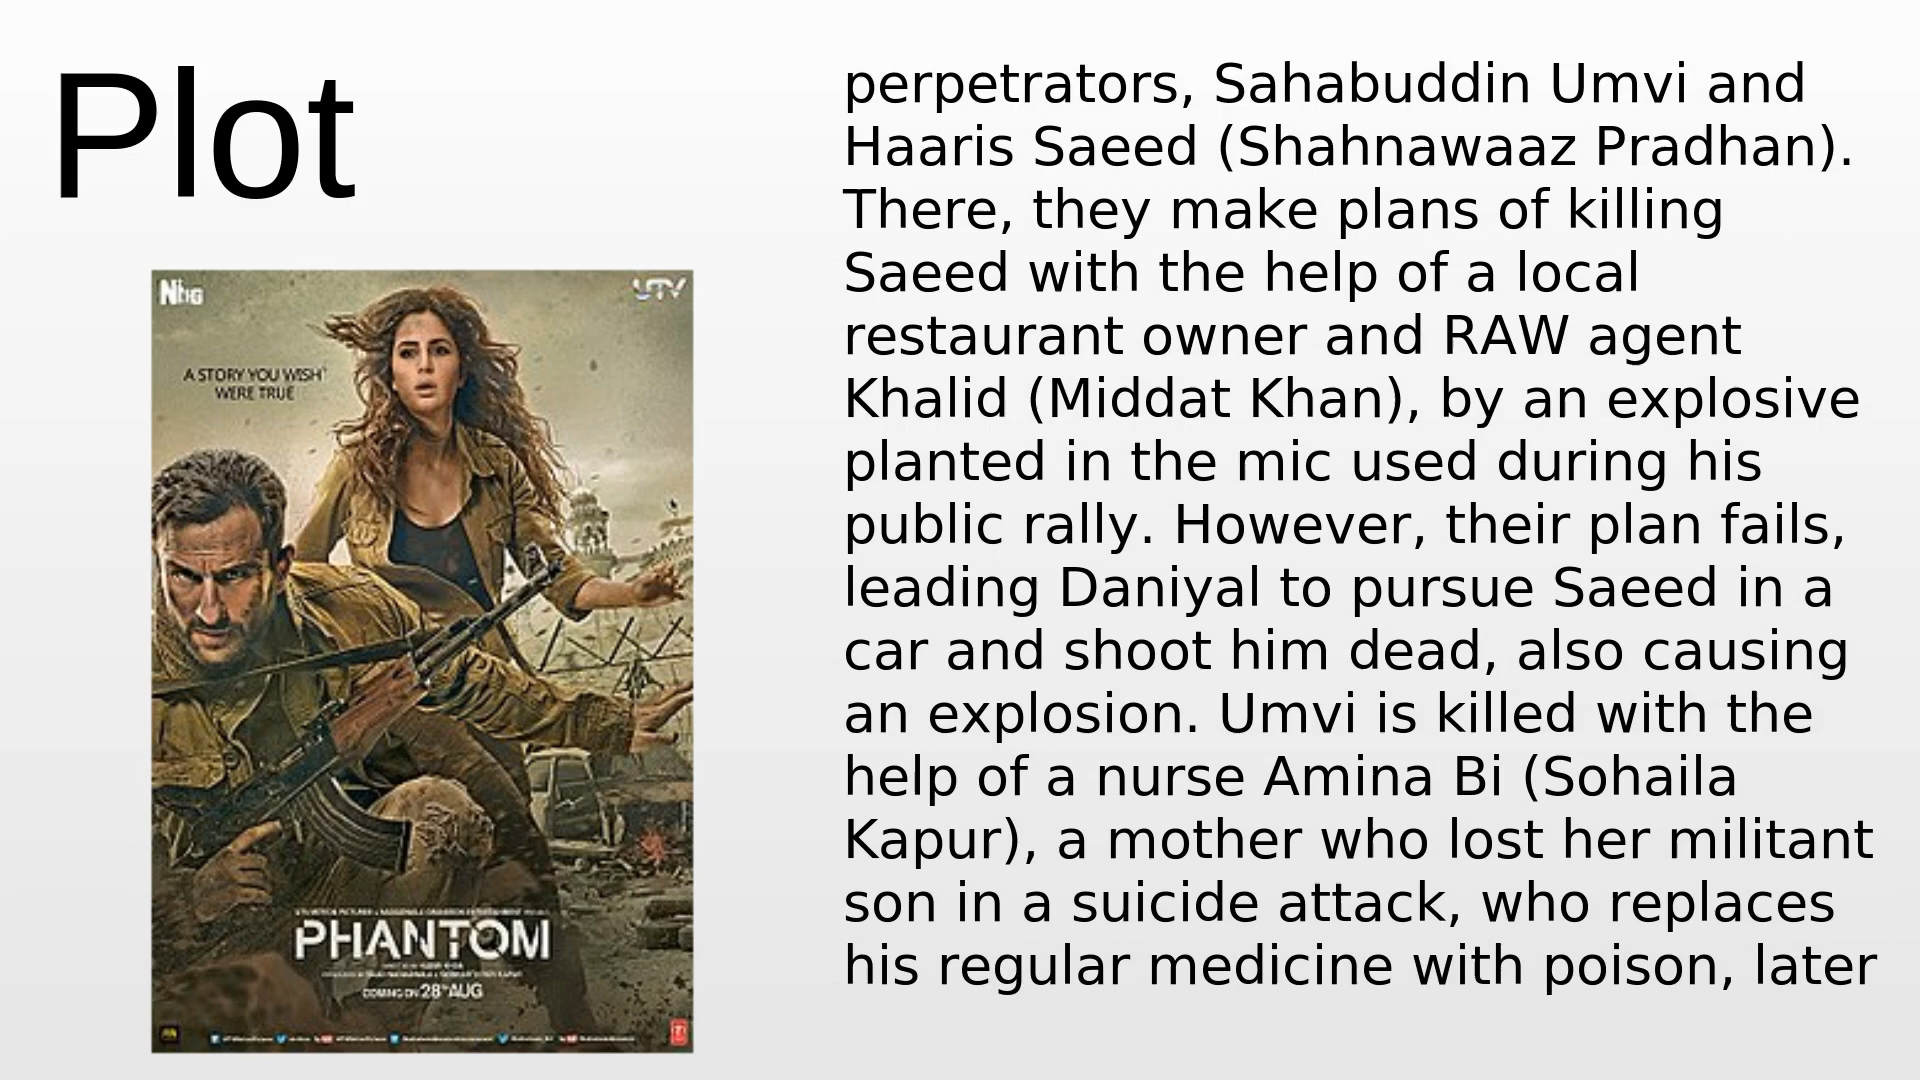 Plot
perpetrators, Sahabuddin Umvi and
Haaris Saeed (Shahnawaaz Pradhan).
There, they make plans of killing
Saeed with the help of a local
restaurant owner and RAW agent
Khalid (Middat Khan), by an explosive
planted in the mic used during his
public rally. However, their plan fails,
leading Daniyal to pursue Saeed in a
car and shoot him dead, also causing
an explosion. Umvi is killed with the
help of a nurse Amina Bi (Sohaila
Kapur), a mother who lost her militant
son in a suicide attack, who replaces
his regular medicine with poison, later
UTV
A STORY YOU WISH
WERE TRUE
PHANTOM
COMING ON 28TH AUG